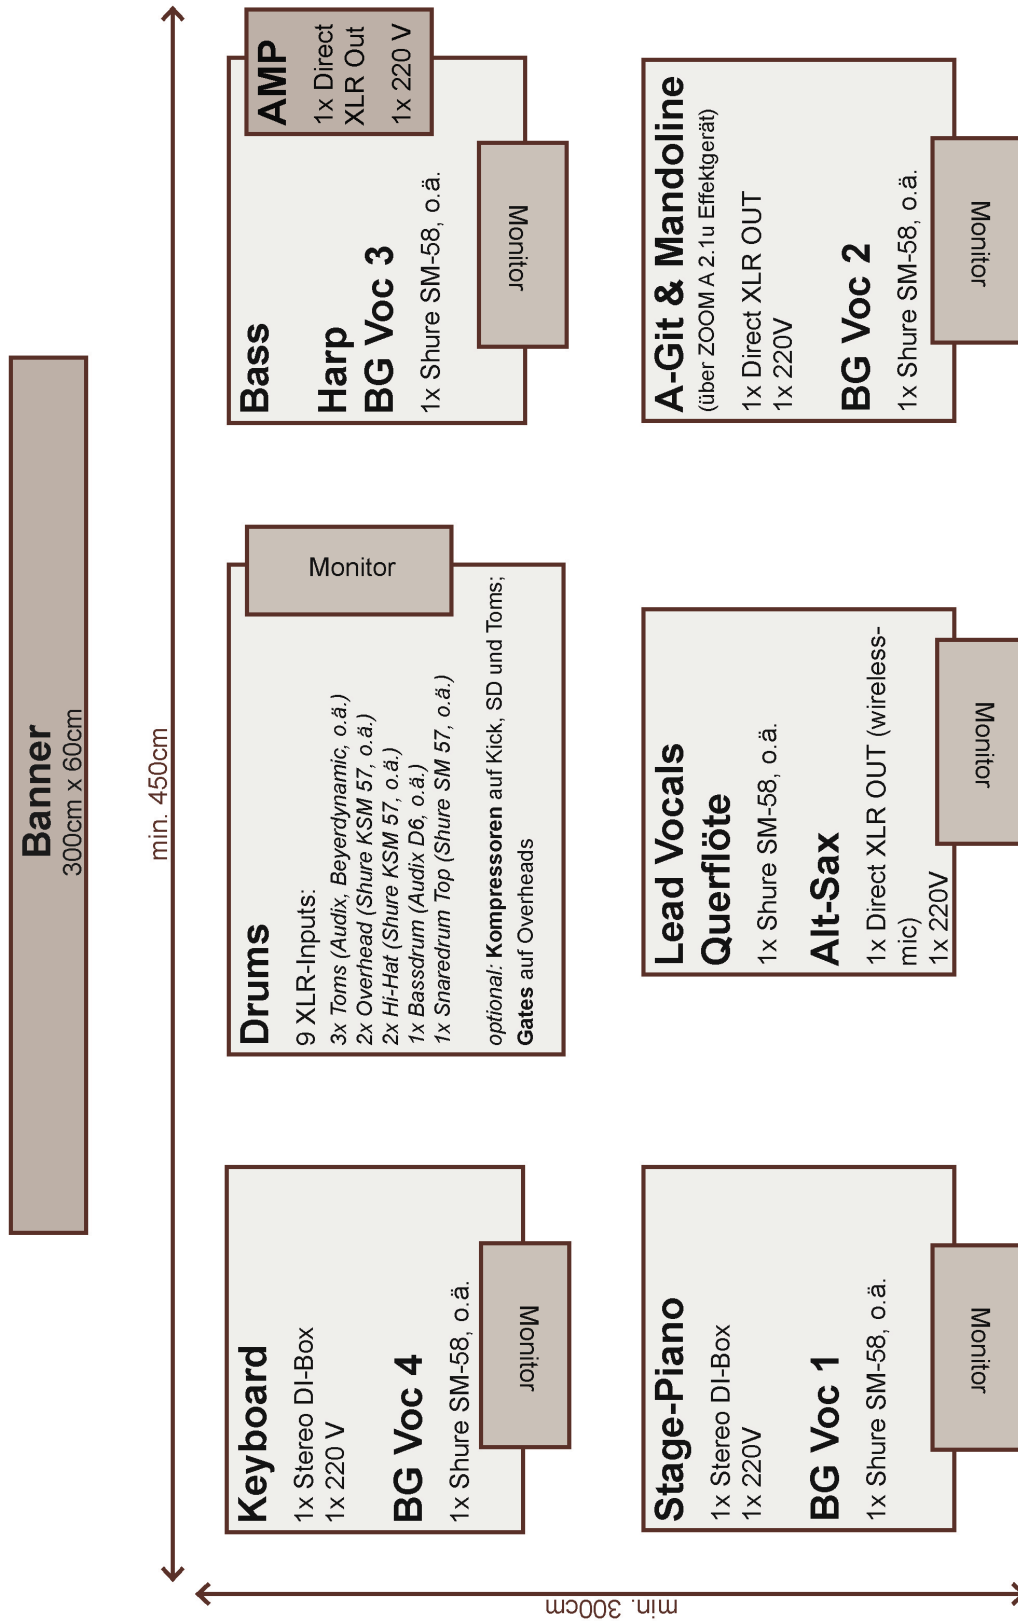 Banner
300cm x 60cm
min. 450cm
min. 300cm
Keyboard
1x Stereo DI-Box
1x 220 V
BG Voc 4
1x Shure SM-58, o.ä.
Monitor
Drums
9 XLR-Inputs:
3x Toms (Audix, Beyerdynamic, o.ä.)
2x Overhead (Shure KSM 57, o.ä.)
2x Hi-Hat (Shure KSM 57, o.ä.)
1x Bassdrum (Audix D6, o.ä.)
1x Snaredrum Top (Shure SM 57, o.ä.)
optional: Kompressoren auf Kick, SD und Toms;
Gates auf Overheads
Monitor
Bass
Harp
BG Voc 3
1x Shure SM-58, o.ä.
Monitor
AMP
1x Direct
XLR Out
1x 220 V
Stage-Piano
1x Stereo DI-Box
1x 220V
BG Voc 1
1x Shure SM-58, o.ä.
Monitor
Lead Vocals
Querflöte
1x Shure SM-58, o.ä.
Alt-Sax
1x Direct XLR OUT (wireless-
mic)
1x 220V
Monitor
A-Git & Mandoline
(über ZOOM A 2.1u Effektgerät)
1x Direct XLR OUT
1x 220V
BG Voc 2
1x Shure SM-58, o.ä.
Monitor